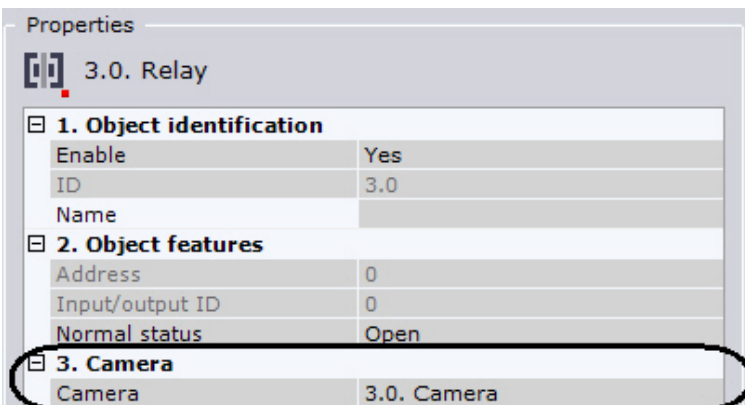 Properties
3.0. Relay
1. Object identification
Enable Yes
ID 3.0
Name
2. Object features
Address 0
Input/output ID 0
Normal status Open
3. Camera
Camera 3.0. Camera